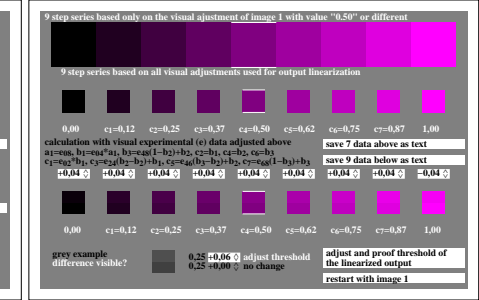 9 step series based only on the visual ajustment of image 1 with value "0.50" or different
9 step series based on all visual adjustments used for output linearization
0,00 c1=0,12 c2=0,25 c3=0,37 c4=0,50 c5=0,62 c6=0,75 c7=0,87 1,00
calculation with visual experimental (e) data adjusted above
save 7 data above as text
a1=e08, b1=e04*a1, b3=e48(1−b2)+b2, c2=b1, c4=b2, c6=b3
c1=e02*b1, c3=e24(b2−b2)+b1, c5=e46(b3−b2)+b2, c7=e68(1−b3)+b3
save 9 data below as text
+0,04 +0,04 +0,04 +0,04 +0,04 +0,04 +0,04 +0,04 −0,04
0,00 c1=0,12 c2=0,25 c3=0,37 c4=0,50 c5=0,62 c6=0,75 c7=0,87 1,00
grey example
difference visible?
0,25 +0,06 adjust threshold
0,25 +0,00 no change
adjust and proof threshold of
the linearized output
restart with image 1